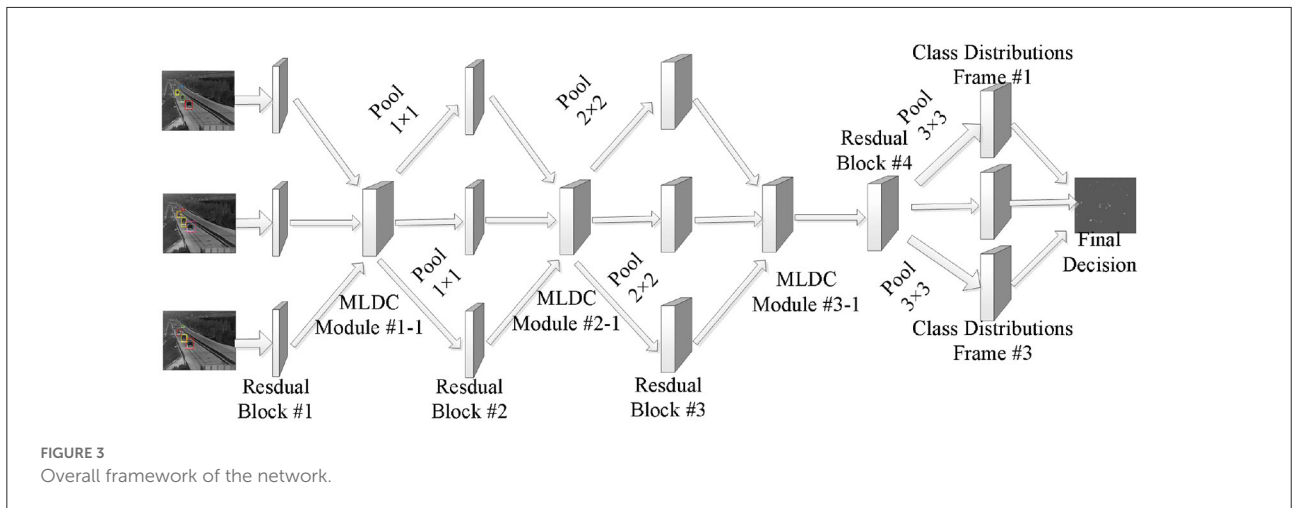 Class Distributions
Frame #1
Pool
1×1
Pool
2×2
Pool
3×3
Resdual
Block #4
Pool
1×1
Pool
2×2
Pool
3×3
MLDC
Module #1-1
MLDC
Module #2-1
MLDC
Module #3-1
Final
Decision
Class Distributions
Frame #3
Resdual
Block #1
Resdual
Block #2
Resdual
Block #3
FIGURE 3
Overall framework of the network.